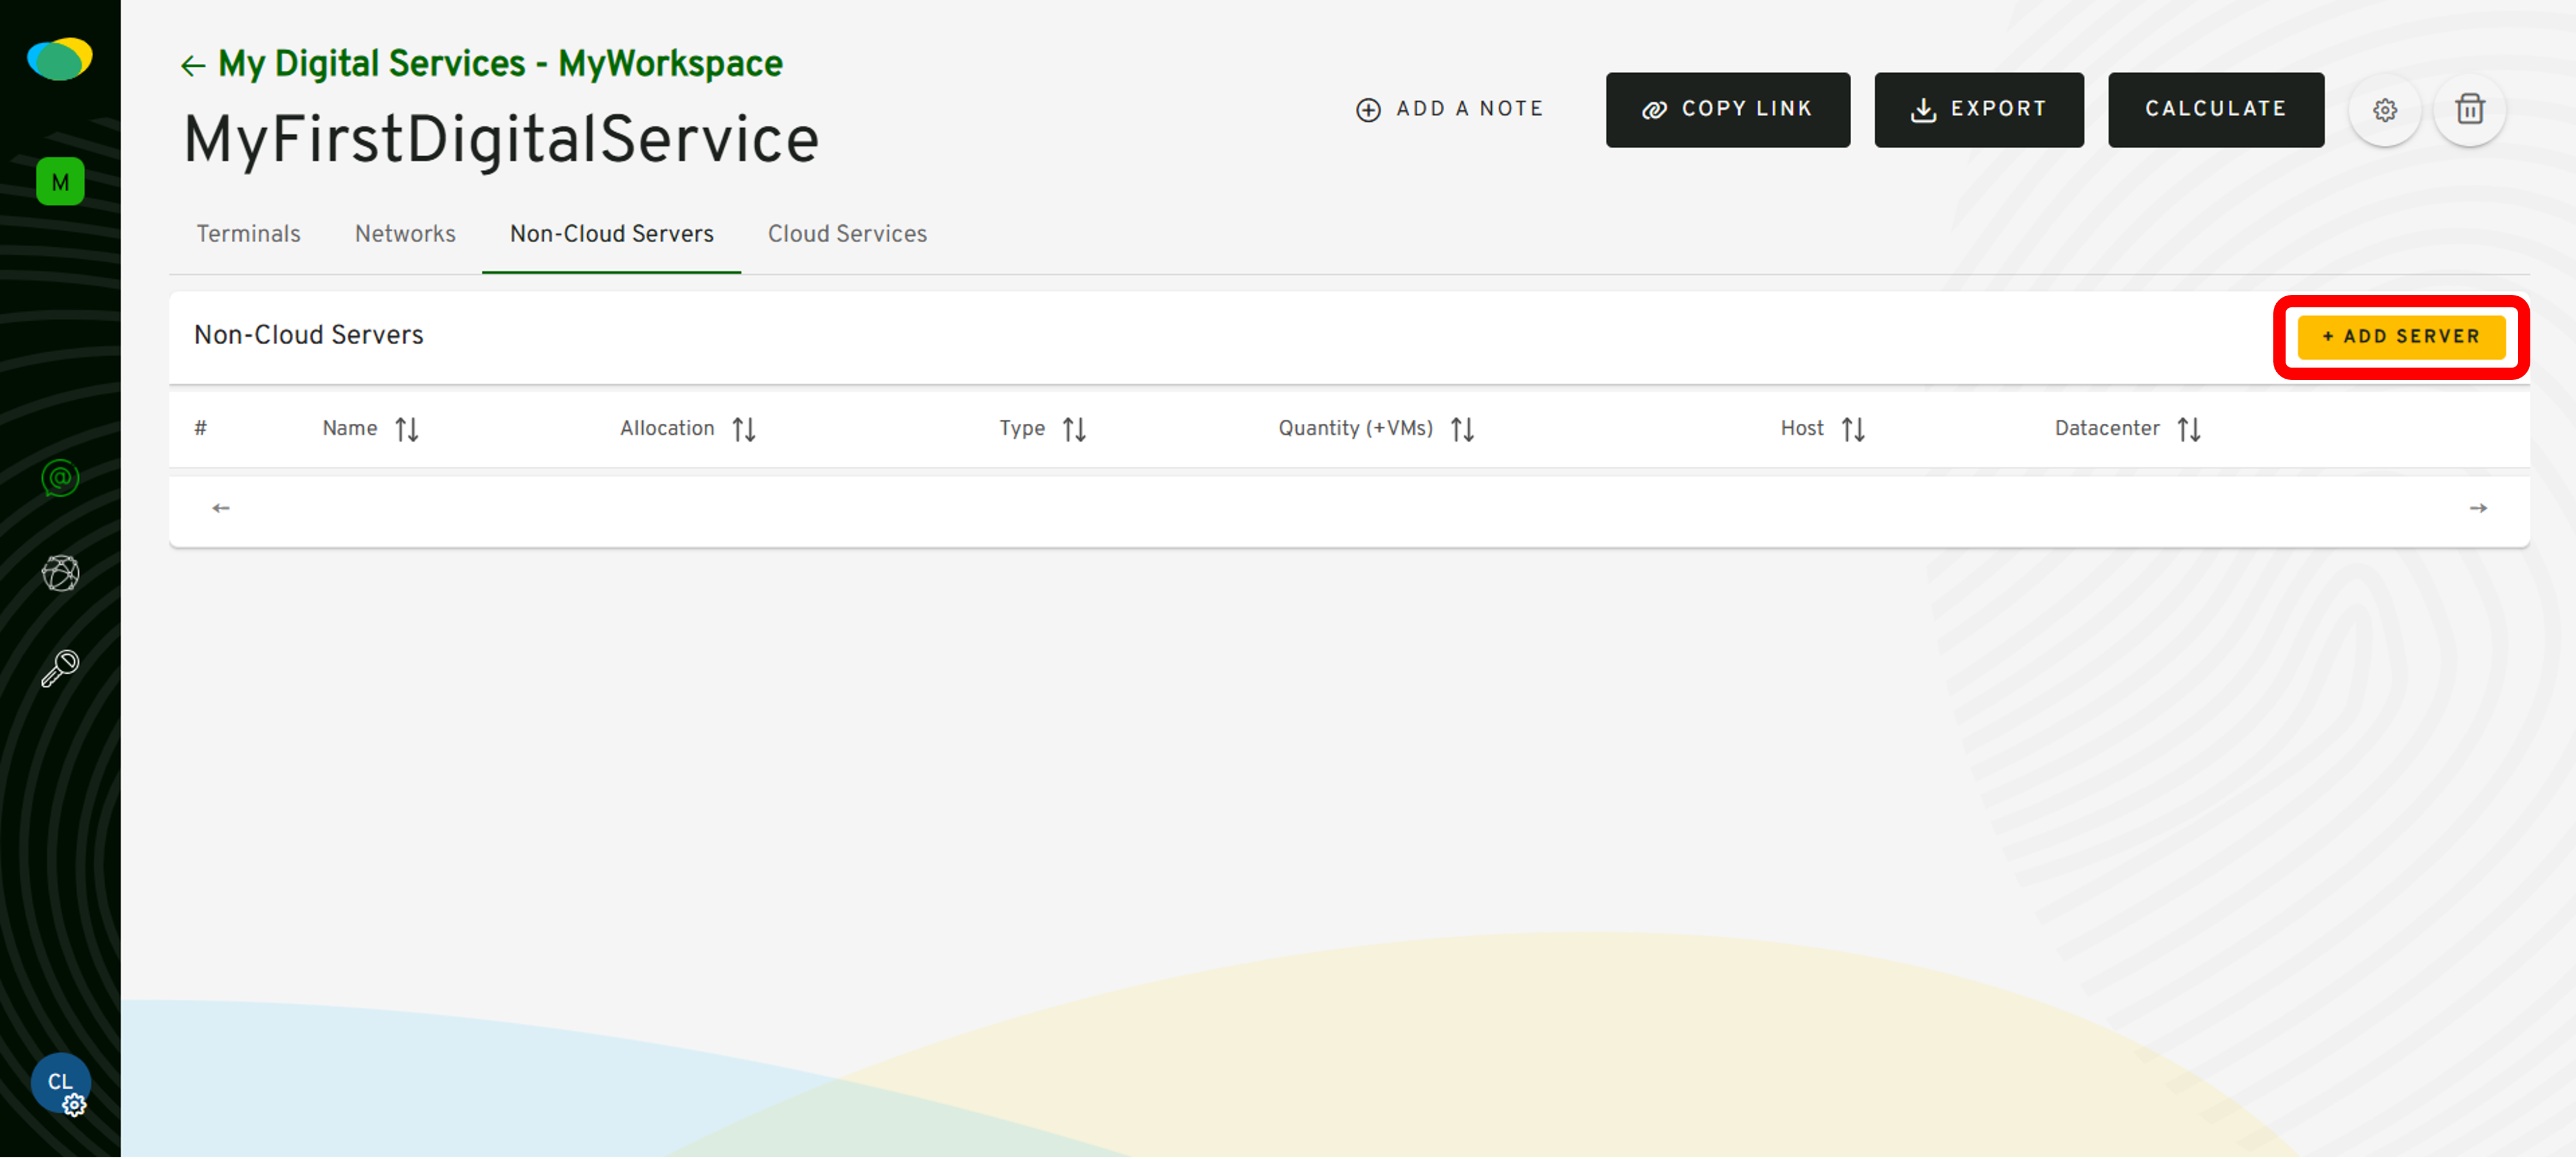 ← My Digital Services - MyWorkspace
MyFirstDigitalService
ADD A NOTE
COPY LINK
EXPORT
CALCULATE
M
Terminals
Networks
Non-Cloud Servers
Cloud Services
Non-Cloud Servers
+ ADD SERVER
# Name Allocation Type Quantity (+VMs) Host Datacenter
← →
CL